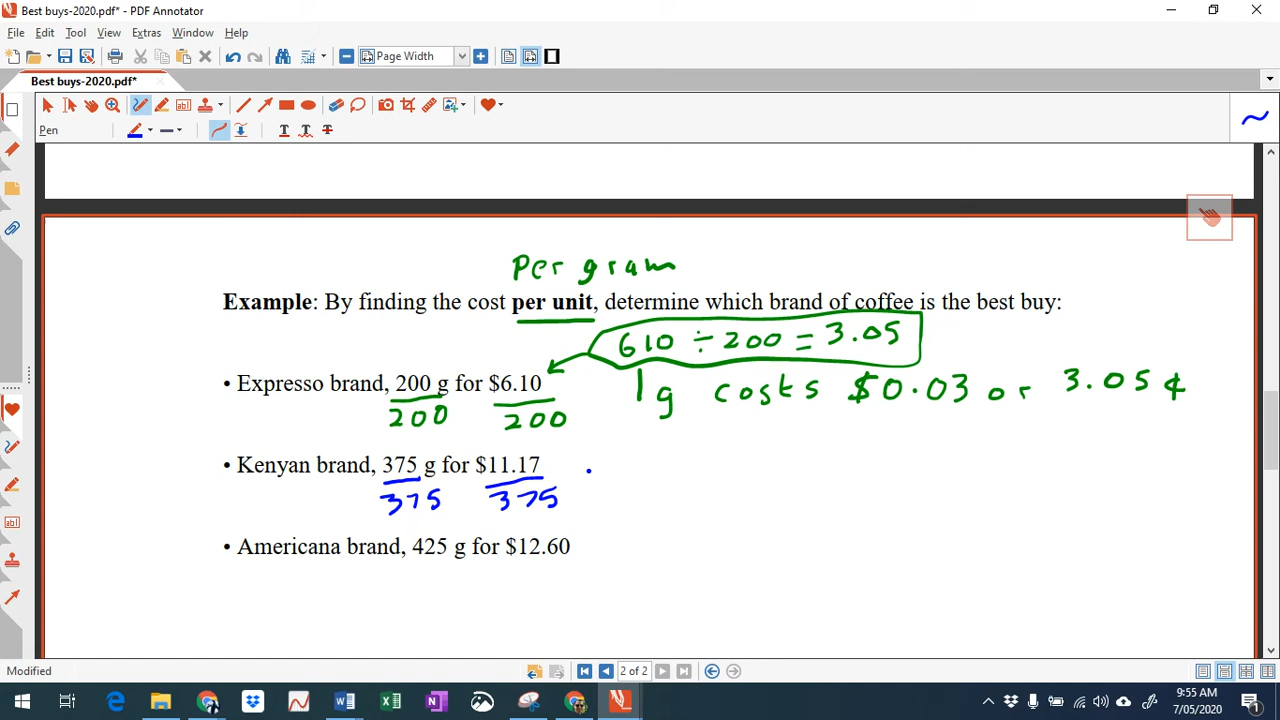 Best buys-2020.pdf* - PDF Annotator
File Edit Tool View Extras Window Help
Page Width
Best buys-2020.pdf*
Pen
Per gram
Example: By finding the cost per unit, determine which brand of coffee is the best buy:
610 ÷ 200 = 3.05
• Expresso brand, 200 g for $6.10
1g costs $0.03 or 3.05¢
200 200
• Kenyan brand, 375 g for $11.17
375 375
• Americana brand, 425 g for $12.60
Modified
2 of 2
9:55 AM
7/05/2020